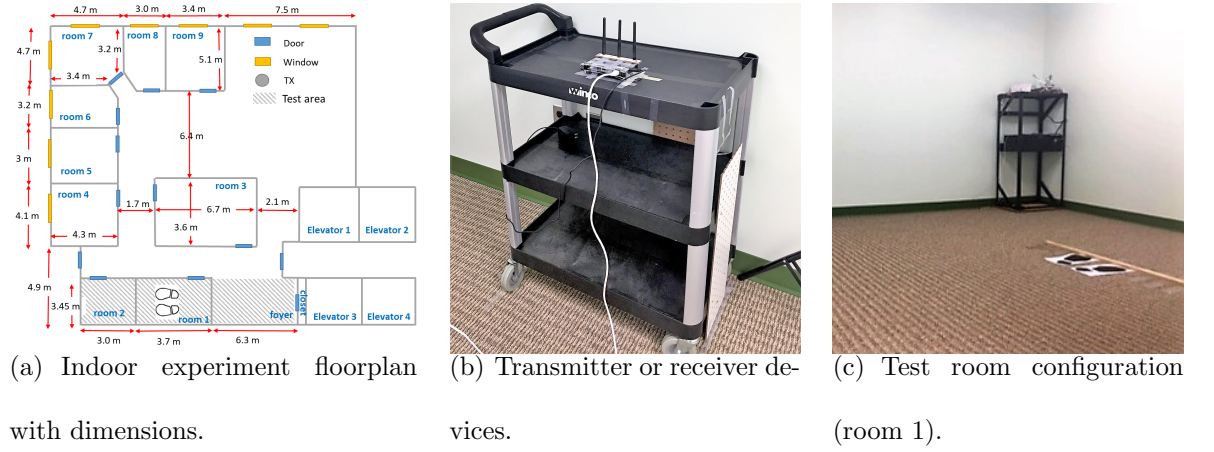 4.7 m
3.0 m
3.4 m
7.5 m
room 7
room 8
room 9
4.7 m
3.2 m
3.4 m
5.1 m
Door
Window
TX
Test area
3.2 m
room 6
6.4 m
3 m
room 5
room 4
room 3
4.1 m
1.7 m
6.7 m
2.1 m
3.6 m
4.3 m
Elevator 1
Elevator 2
4.9 m
3.45 m
room 2
room 1
foyer
closet
Elevator 3
Elevator 4
3.0 m
3.7 m
6.3 m
(a) Indoor experiment floorplan
with dimensions.
(b) Transmitter or receiver de-
vices.
(c) Test room configuration
(room 1).